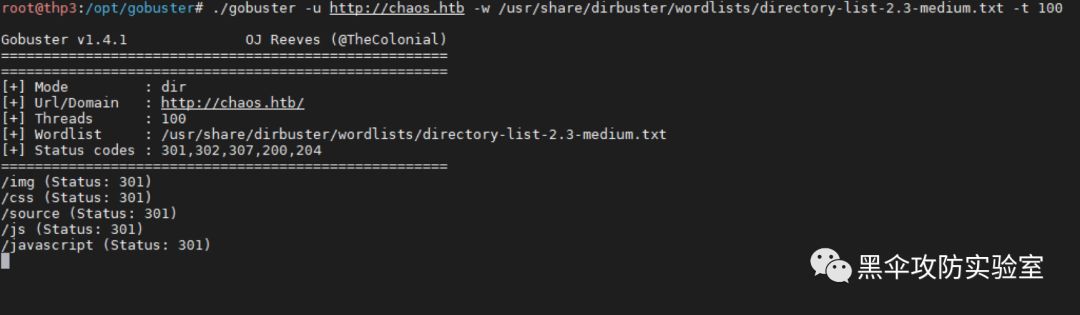 root@thp3:/opt/gobuster# ./gobuster -u http://chaos.htb -w /usr/share/dirbuster/wordlists/directory-list-2.3-medium.txt -t 100
Gobuster v1.4.1              OJ Reeves (@TheColonial)
=====================================================
=====================================================
[+] Mode         : dir
[+] Url/Domain   : http://chaos.htb/
[+] Threads      : 100
[+] Wordlist     : /usr/share/dirbuster/wordlists/directory-list-2.3-medium.txt
[+] Status codes : 301,302,307,200,204
=====================================================
/img (Status: 301)
/css (Status: 301)
/source (Status: 301)
/js (Status: 301)
/javascript (Status: 301)
黑伞攻防实验室